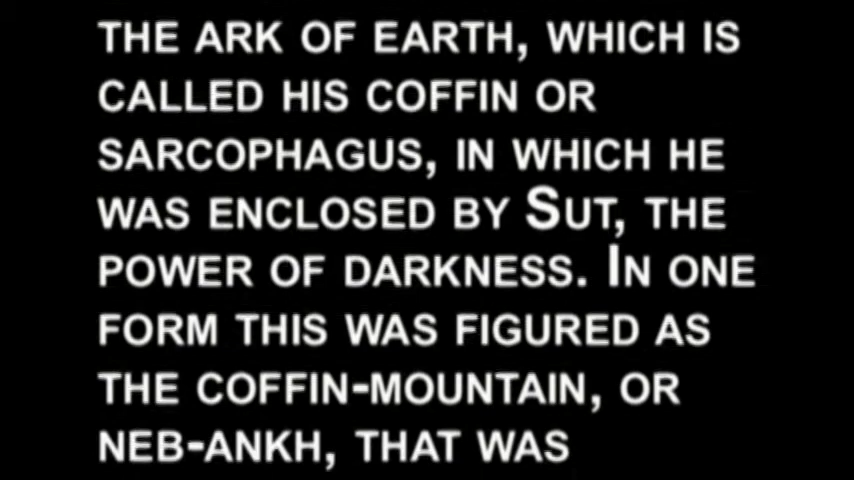 THE ARK OF EARTH, WHICH IS
CALLED HIS COFFIN OR
SARCOPHAGUS, IN WHICH HE
WAS ENCLOSED BY SUT, THE
POWER OF DARKNESS. IN ONE
FORM THIS WAS FIGURED AS
THE COFFIN-MOUNTAIN, OR
NEB-ANKH, THAT WAS